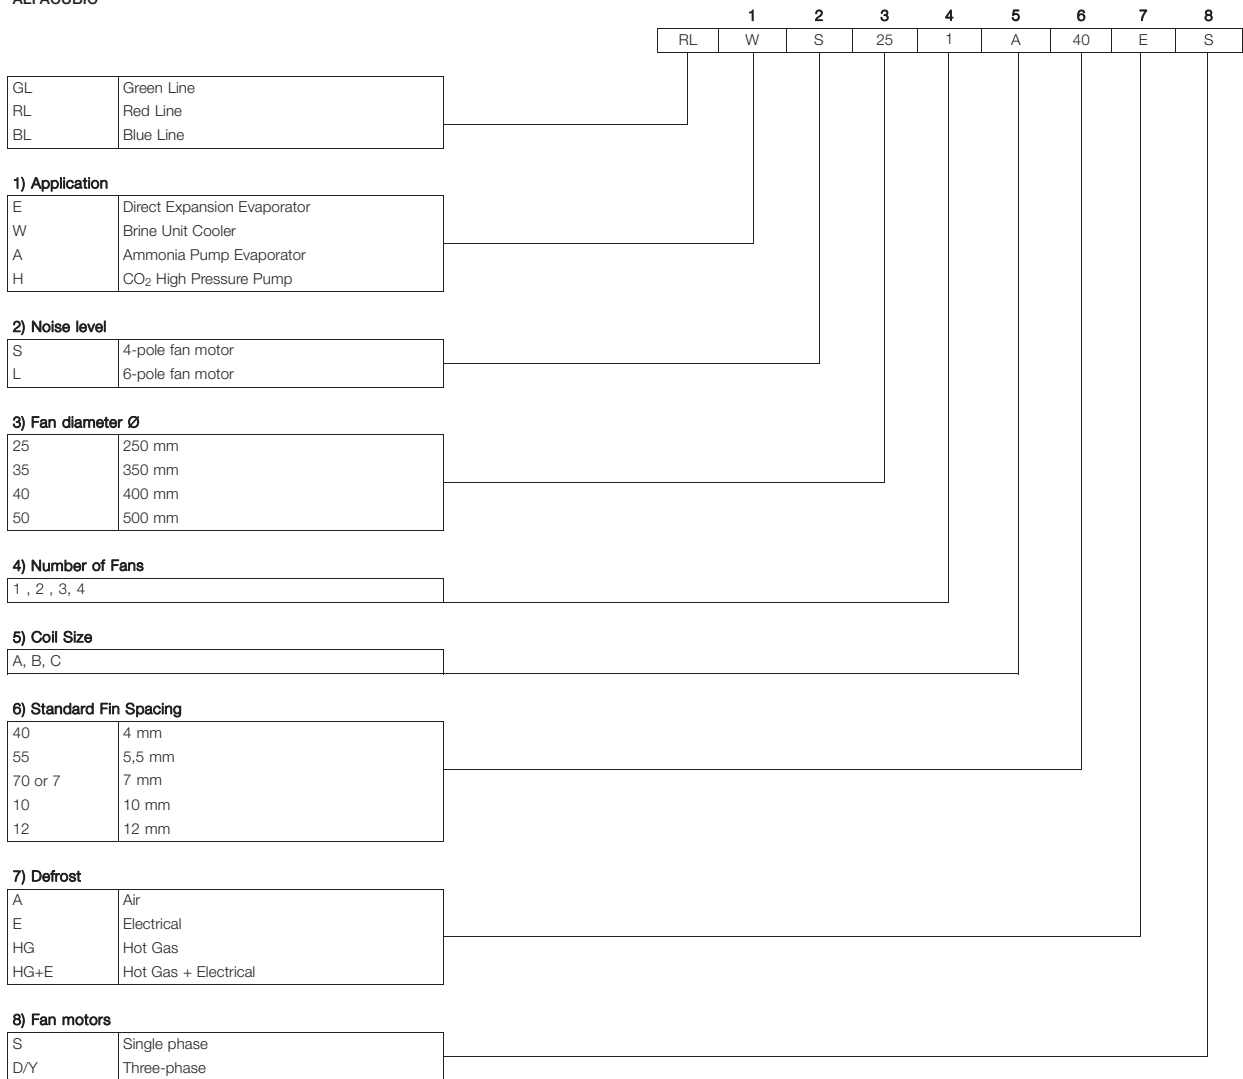 1 2 3 4 5 6 7 8
RL W S 25 1 A 40 E S
GL Green Line
RL Red Line
BL Blue Line
1) Application
E Direct Expansion Evaporator
W Brine Unit Cooler
A Ammonia Pump Evaporator
H CO₂ High Pressure Pump
2) Noise level
S 4-pole fan motor
L 6-pole fan motor
3) Fan diameter Ø
25 250 mm
35 350 mm
40 400 mm
50 500 mm
4) Number of Fans
1 , 2 , 3, 4
5) Coil Size
A, B, C
6) Standard Fin Spacing
40 4 mm
55 5,5 mm
70 or 7 7 mm
10 10 mm
12 12 mm
7) Defrost
A Air
E Electrical
HG Hot Gas
HG+E Hot Gas + Electrical
8) Fan motors
S Single phase
D/Y Three-phase